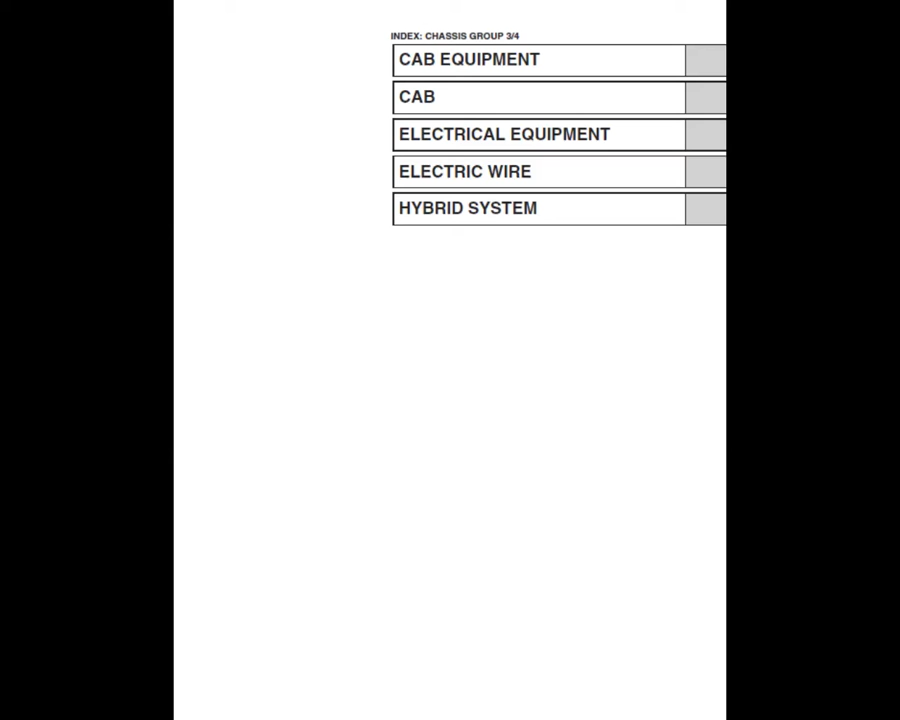 INDEX: CHASSIS GROUP 3/4
CAB EQUIPMENT
CAB
ELECTRICAL EQUIPMENT
ELECTRIC WIRE
HYBRID SYSTEM